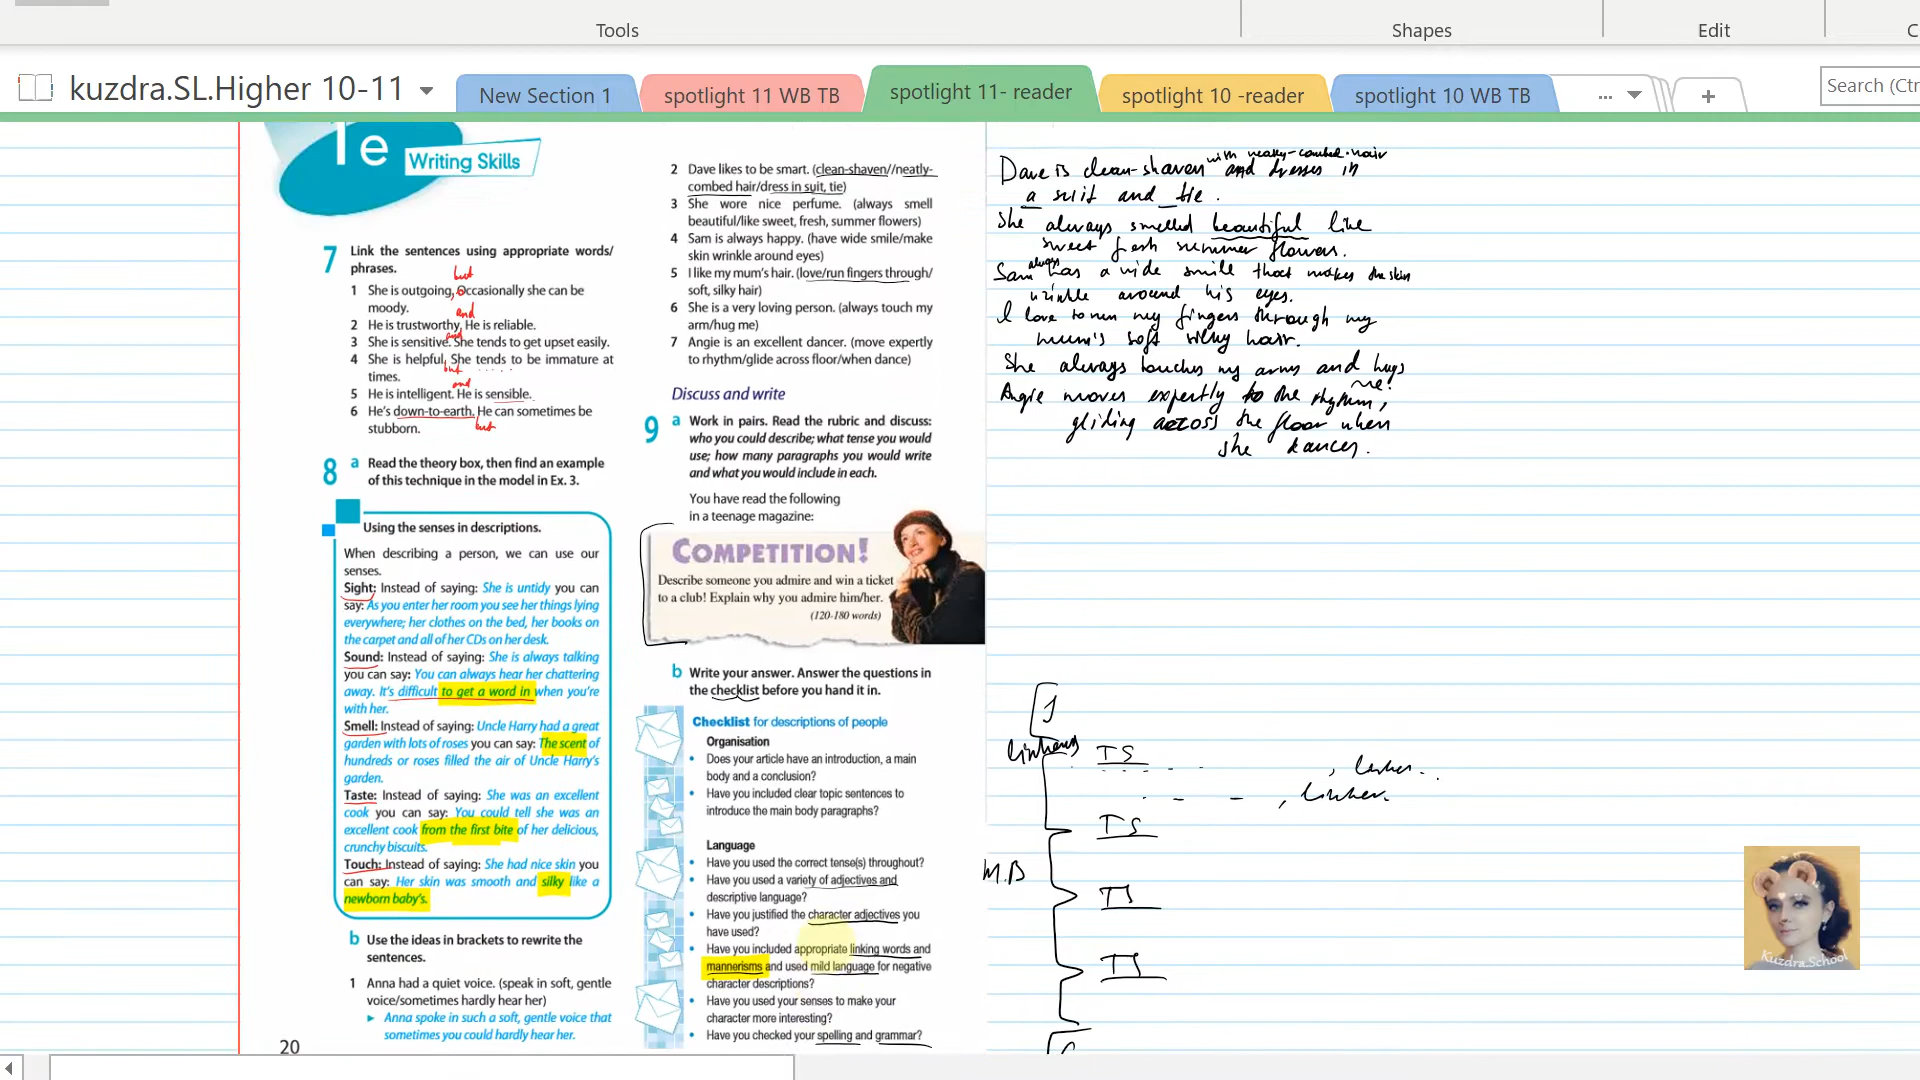 Tools
Shapes
Edit
C
kuzdra.SL.Higher 10-11
New Section 1
spotlight 11 WB TB
spotlight 11- reader
spotlight 10 -reader
spotlight 10 WB TB
...
+
Search (Ctr
1e
Writing Skills
7 Link the sentences using appropriate words/
phrases.
but
1 She is outgoing, Occasionally she can be
moody.
and
2 He is trustworthy, He is reliable.
and
3 She is sensitive. She tends to get upset easily.
4 She is helpful, She tends to be immature at
but
times.
and
5 He is intelligent. He is sensible.
6 He's down-to-earth. He can sometimes be
but
stubborn.
8 a Read the theory box, then find an example
of this technique in the model in Ex. 3.
Using the senses in descriptions.
When describing a person, we can use our
senses.
Sight: Instead of saying: She is untidy you can
say: As you enter her room you see her things lying
everywhere; her clothes on the bed, her books on
the carpet and all of her CDs on her desk.
Sound: Instead of saying: She is always talking
you can say: You can always hear her chattering
away. It's difficult to get a word in when you're
with her.
Smell: Instead of saying: Uncle Harry had a great
garden with lots of roses you can say: The scent of
hundreds or roses filled the air of Uncle Harry's
garden.
Taste: Instead of saying: She was an excellent
cook you can say: You could tell she was an
excellent cook from the first bite of her delicious,
crunchy biscuits.
Touch: Instead of saying: She had nice skin you
can say: Her skin was smooth and silky like a
newborn baby's.
b Use the ideas in brackets to rewrite the
sentences.
1 Anna had a quiet voice. (speak in soft, gentle
voice/sometimes hardly hear her)
▶ Anna spoke in such a soft, gentle voice that
sometimes you could hardly hear her.
20
2 Dave likes to be smart. (clean-shaven//neatly-
combed hair/dress in suit, tie)
3 She wore nice perfume. (always smell
beautiful/like sweet, fresh, summer flowers)
4 Sam is always happy. (have wide smile/make
skin wrinkle around eyes)
5 I like my mum's hair. (love/run fingers through/
soft, silky hair)
6 She is a very loving person. (always touch my
arm/hug me)
7 Angie is an excellent dancer. (move expertly
to rhythm/glide across floor/when dance)
Discuss and write
9 a Work in pairs. Read the rubric and discuss:
who you could describe; what tense you would
use; how many paragraphs you would write
and what you would include in each.
You have read the following
in a teenage magazine:
COMPETITION!
Describe someone you admire and win a ticket
to a club! Explain why you admire him/her.
(120-180 words)
b Write your answer. Answer the questions in
the checklist before you hand it in.
Checklist for descriptions of people
Organisation
• Does your article have an introduction, a main
body and a conclusion?
• Have you included clear topic sentences to
introduce the main body paragraphs?
Language
• Have you used the correct tense(s) throughout?
• Have you used a variety of adjectives and
descriptive language?
• Have you justified the character adjectives you
have used?
• Have you included appropriate linking words and
mannerisms and used mild language for negative
character descriptions?
• Have you used your senses to make your
character more interesting?
• Have you checked your spelling and grammar?
with neatly-combed hair
Dave is clean-shaven and dresses in
a suit and tie.
She always smelled beautiful like
sweet fresh summer flowers.
always
Sam has a wide smile that makes the skin
wrinkle around his eyes.
I love to run my fingers through my
mum's soft silky hair.
She always touches my arms and hugs
me.
Angie moves expertly to the rhythm,
gliding across the floor when
she dances.
TS
, linker.
, linker.
TS
M.B
TS
TS
Kuzdra.School